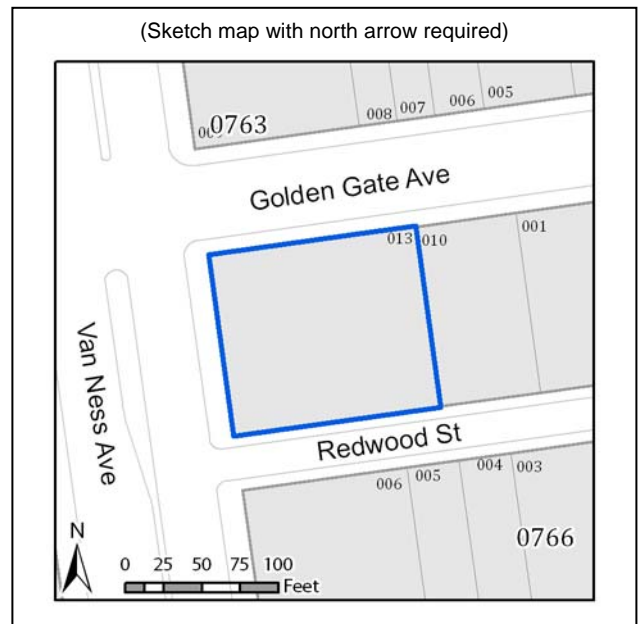 (Sketch map with north arrow required)
0763
008 007 006 005
Golden Gate Ave
013 010 001
Van Ness Ave
Redwood St
006 005 004 003
0766
N
0 25 50 75 100
Feet